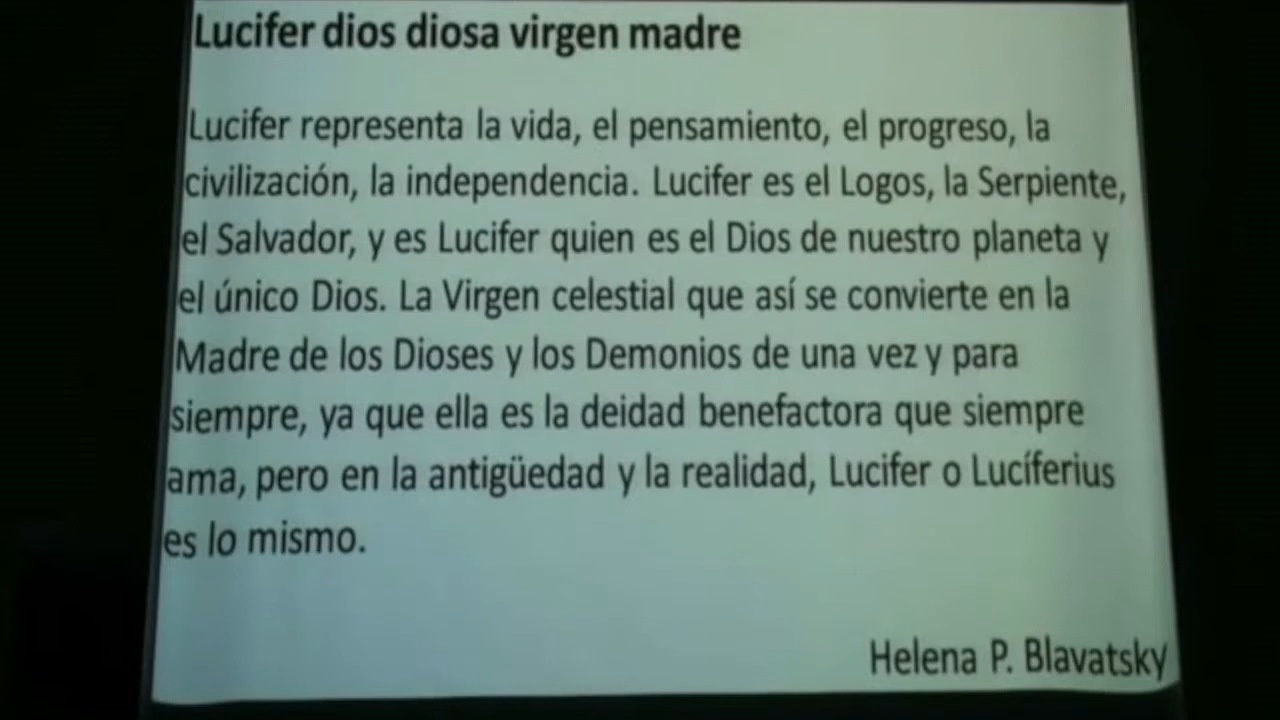 Lucifer dios diosa virgen madre
Lucifer representa la vida, el pensamiento, el progreso, la
civilización, la independencia. Lucifer es el Logos, la Serpiente,
el Salvador, y es Lucifer quien es el Dios de nuestro planeta y
el único Dios. La Virgen celestial que así se convierte en la
Madre de los Dioses y los Demonios de una vez y para
siempre, ya que ella es la deidad benefactora que siempre
ama, pero en la antigüedad y la realidad, Lucifer o Lucíferius
es lo mismo.
Helena P. Blavatsky